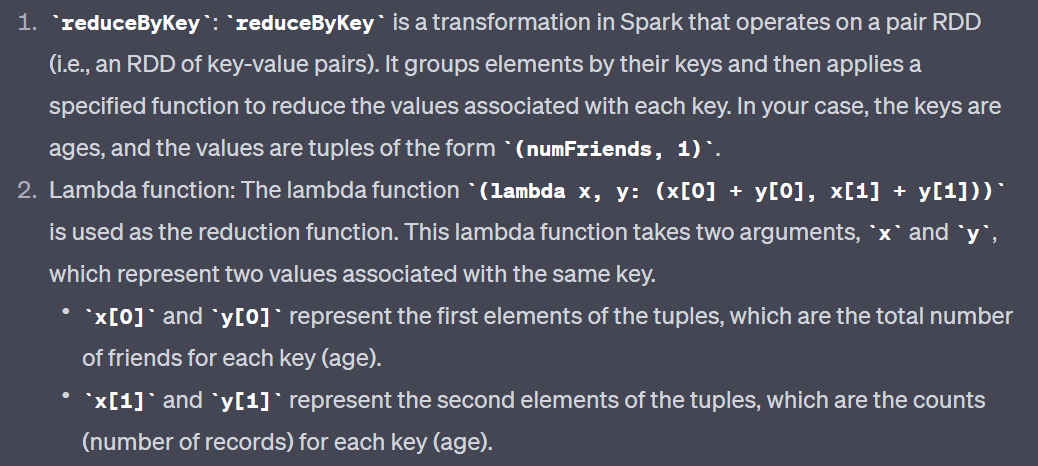 1. `reduceByKey`: `reduceByKey` is a transformation in Spark that operates on a pair RDD
(i.e., an RDD of key-value pairs). It groups elements by their keys and then applies a
specified function to reduce the values associated with each key. In your case, the keys are
ages, and the values are tuples of the form `(numFriends, 1)`.
2. Lambda function: The lambda function `(lambda x, y: (x[0] + y[0], x[1] + y[1]))`
is used as the reduction function. This lambda function takes two arguments, `x` and `y`,
which represent two values associated with the same key.
• `x[0]` and `y[0]` represent the first elements of the tuples, which are the total number
of friends for each key (age).
• `x[1]` and `y[1]` represent the second elements of the tuples, which are the counts
(number of records) for each key (age).